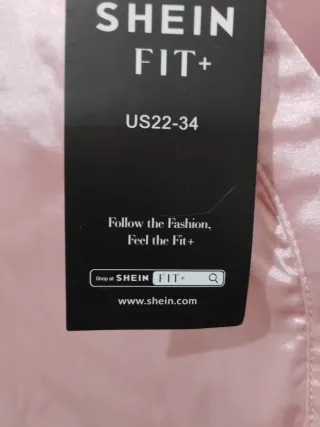 SHEIN
FIT+
US22-34
Follow the Fashion,
Feel the Fit+
Shop at SHEIN FIT+
www.shein.com